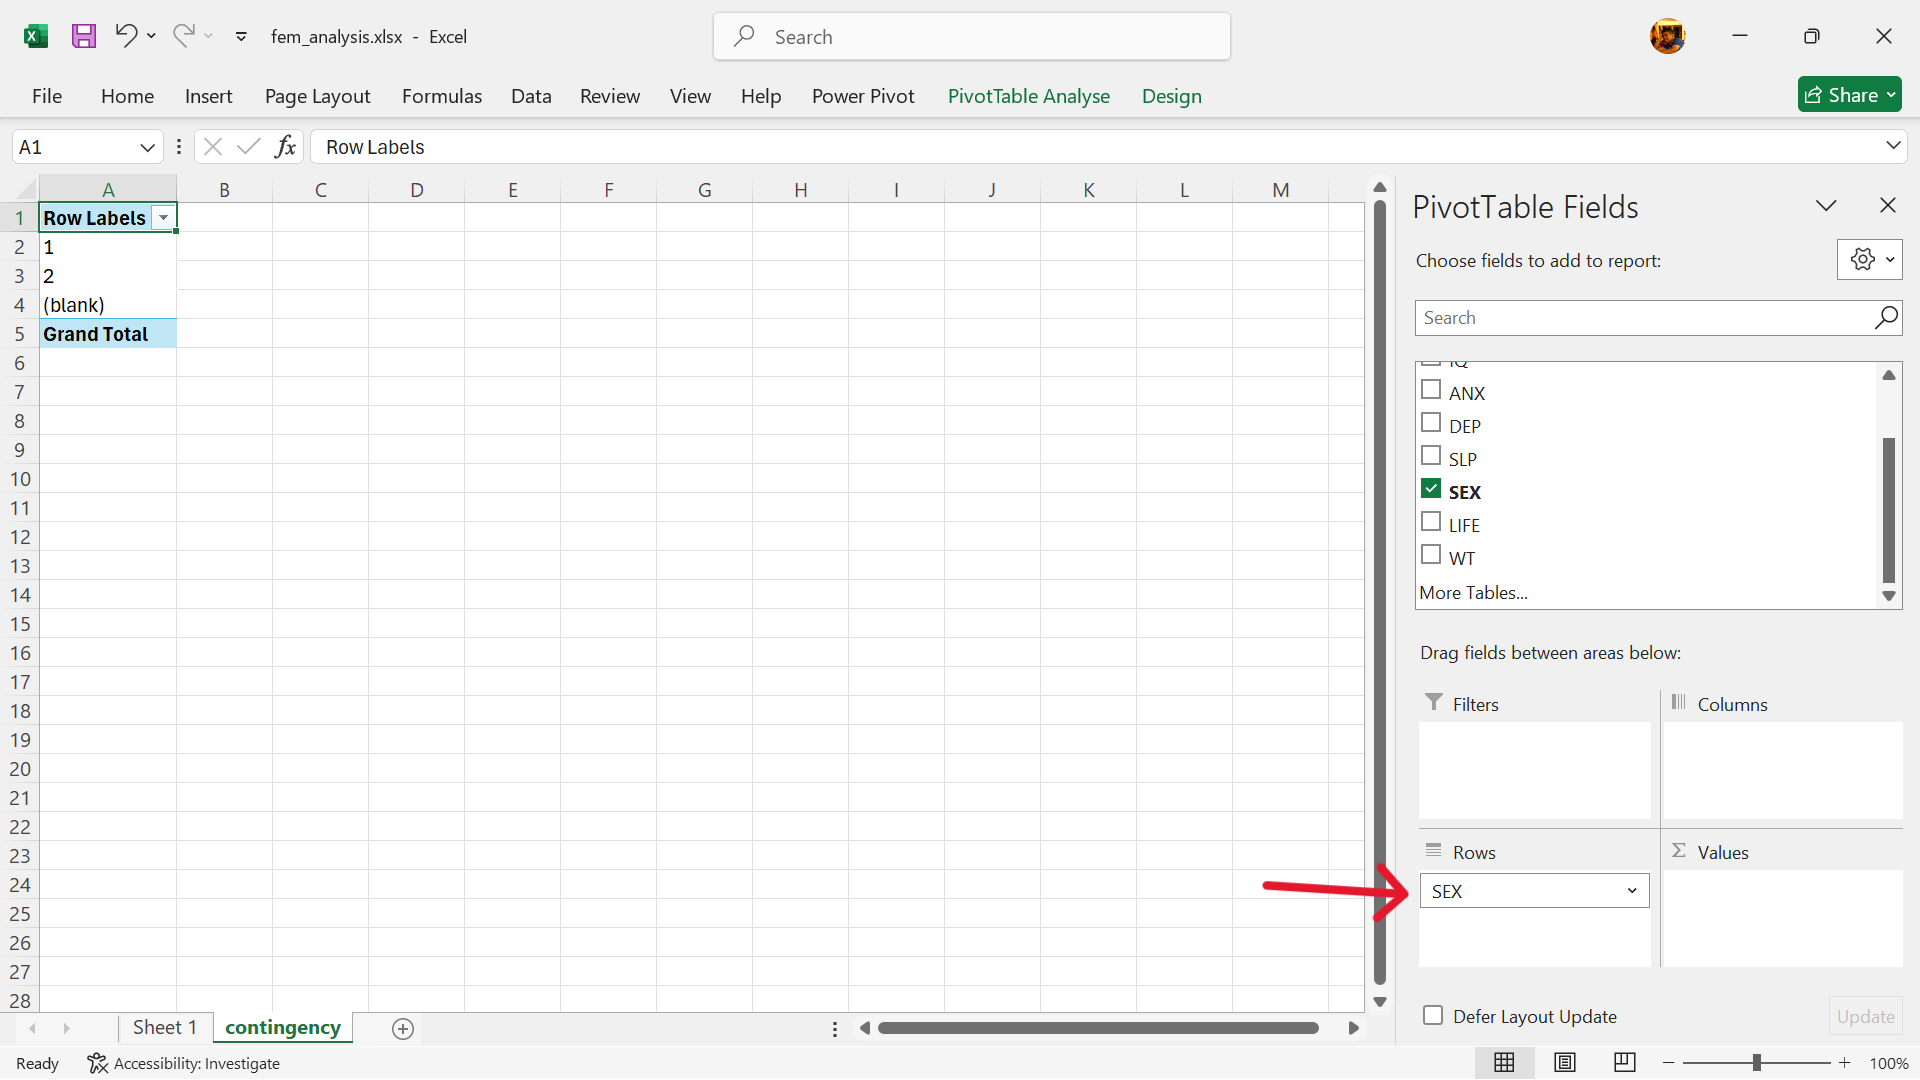 fem_analysis.xlsx - Excel
Search
File Home Insert Page Layout Formulas Data Review View Help Power Pivot PivotTable Analyse Design Share
A1 fx Row Labels
A B C D E F G H I J K L M
1 Row Labels
2 1
3 2
4 (blank)
5 Grand Total
6
7
8
9
10
11
12
13
14
15
16
17
18
19
20
21
22
23
24
25
26
27
28
PivotTable Fields
Choose fields to add to report:
Search
IQ
ANX
DEP
SLP
SEX
LIFE
WT
More Tables...
Drag fields between areas below:
Filters Columns
Rows Σ Values
SEX
Defer Layout Update Update
Sheet 1 contingency
Ready Accessibility: Investigate 100%